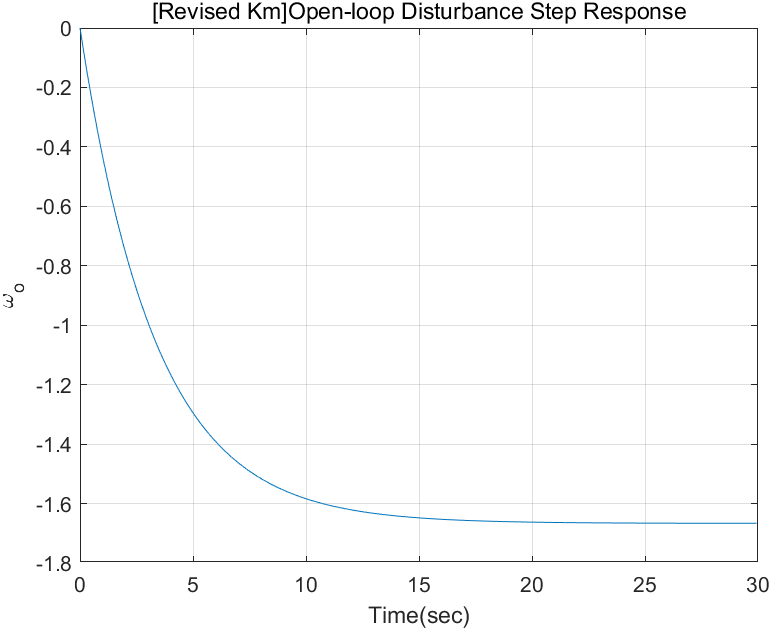 [Revised Km]Open-loop Disturbance Step Response
0
-0.2
-0.4
-0.6
-0.8
-1
-1.2
-1.4
-1.6
-1.8
ωo
0 5 10 15 20 25 30
Time(sec)